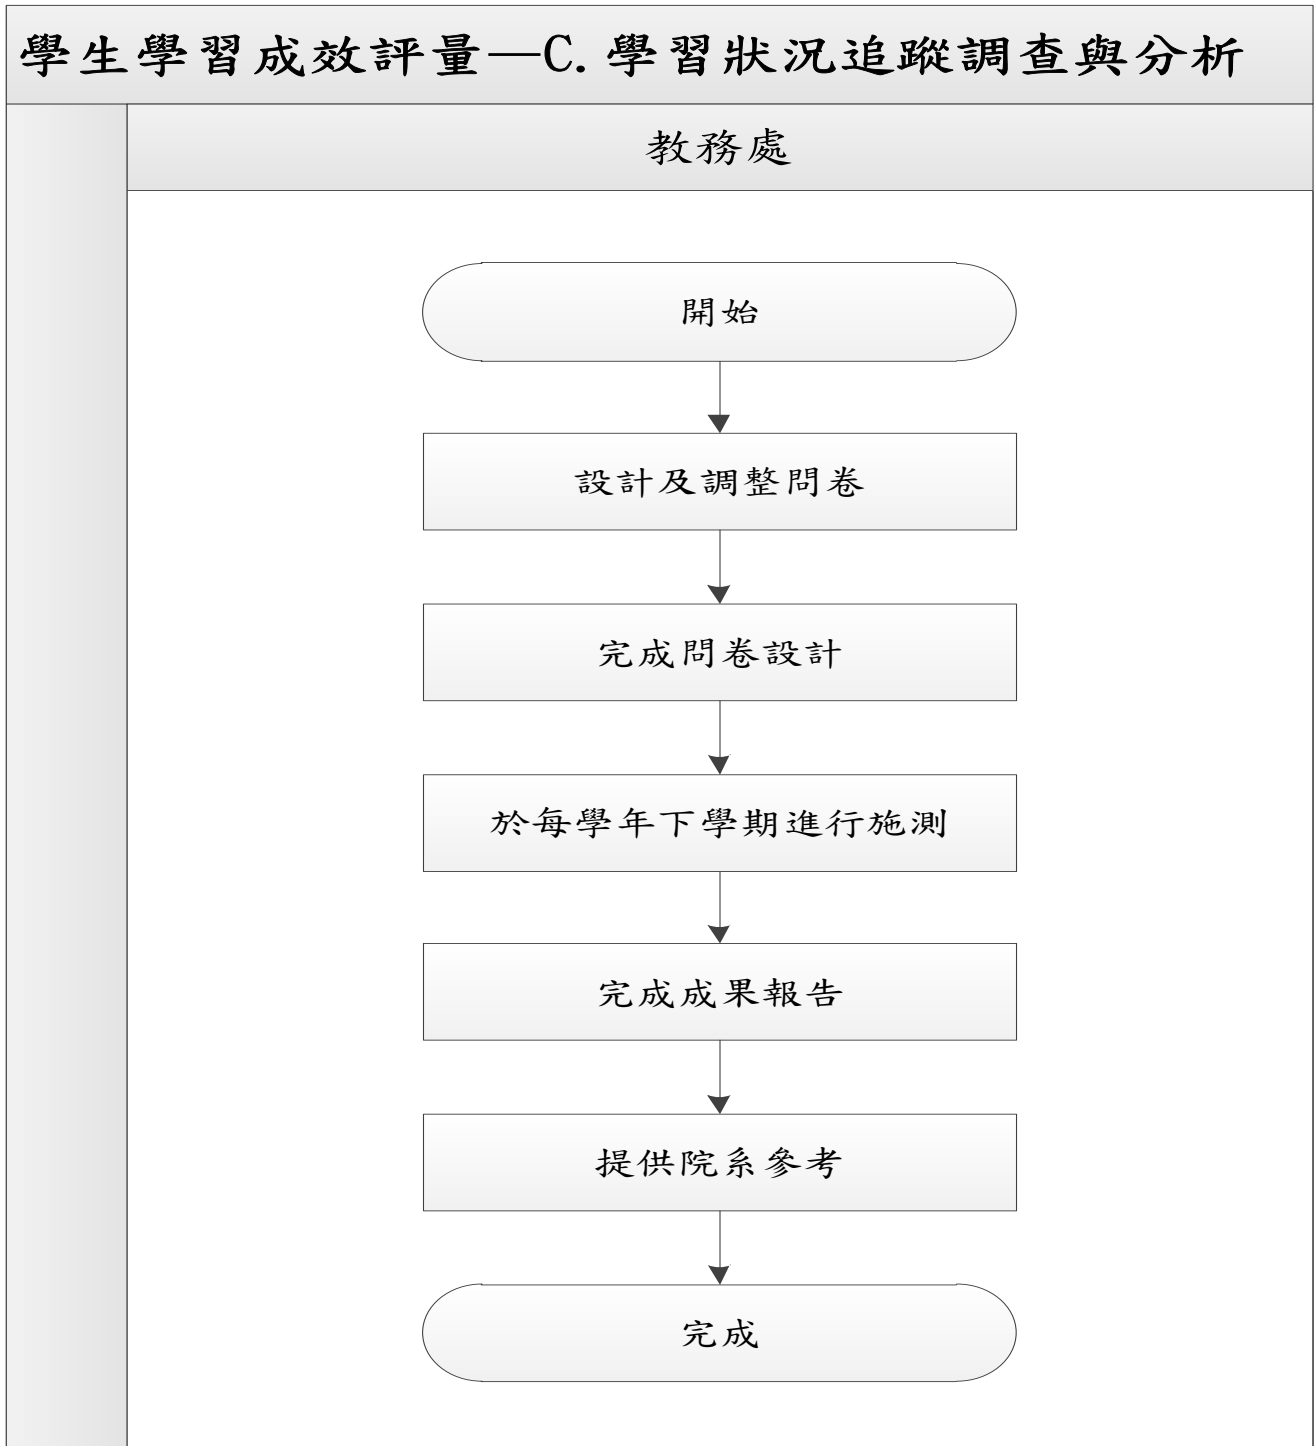 學生學習成效評量—C.學習狀況追蹤調查與分析
教務處
開始
設計及調整問卷
完成問卷設計
於每學年下學期進行施測
完成成果報告
提供院系參考
完成